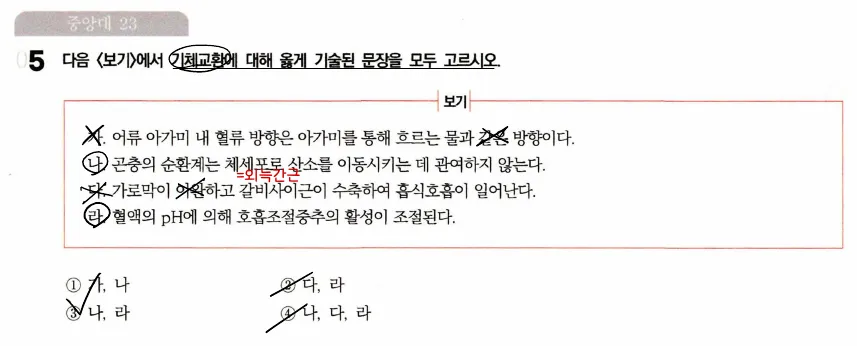 중앙대 23
05 다음 〈보기〉에서 기체교환에 대해 옳게 기술된 문장을 모두 고르시오.
보기
가. 어류 아가미 내 혈류 방향은 아가미를 통해 흐르는 물과 같은 방향이다.
나. 곤충의 순환계는 체세포로 산소를 이동시키는 데 관여하지 않는다.
=외늑간근
다. 가로막이 이완하고 갈비사이근이 수축하여 흡식호흡이 일어난다.
라. 혈액의 pH에 의해 호흡조절중추의 활성이 조절된다.
① 가, 나 ② 다, 라
③ 나, 라 ④ 나, 다, 라